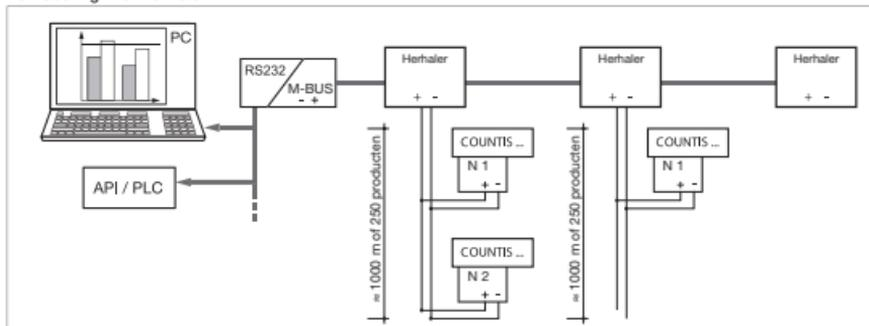 PC
RS232
M-BUS
- +
Herhaler
+ -
Herhaler
+ -
Herhaler
+ -
API / PLC
≈ 1000 m of 250 producten
COUNTIS ...
N 1
+ -
COUNTIS ...
N 2
+ -
≈ 1000 m of 250 producten
COUNTIS ...
N 1
+ -